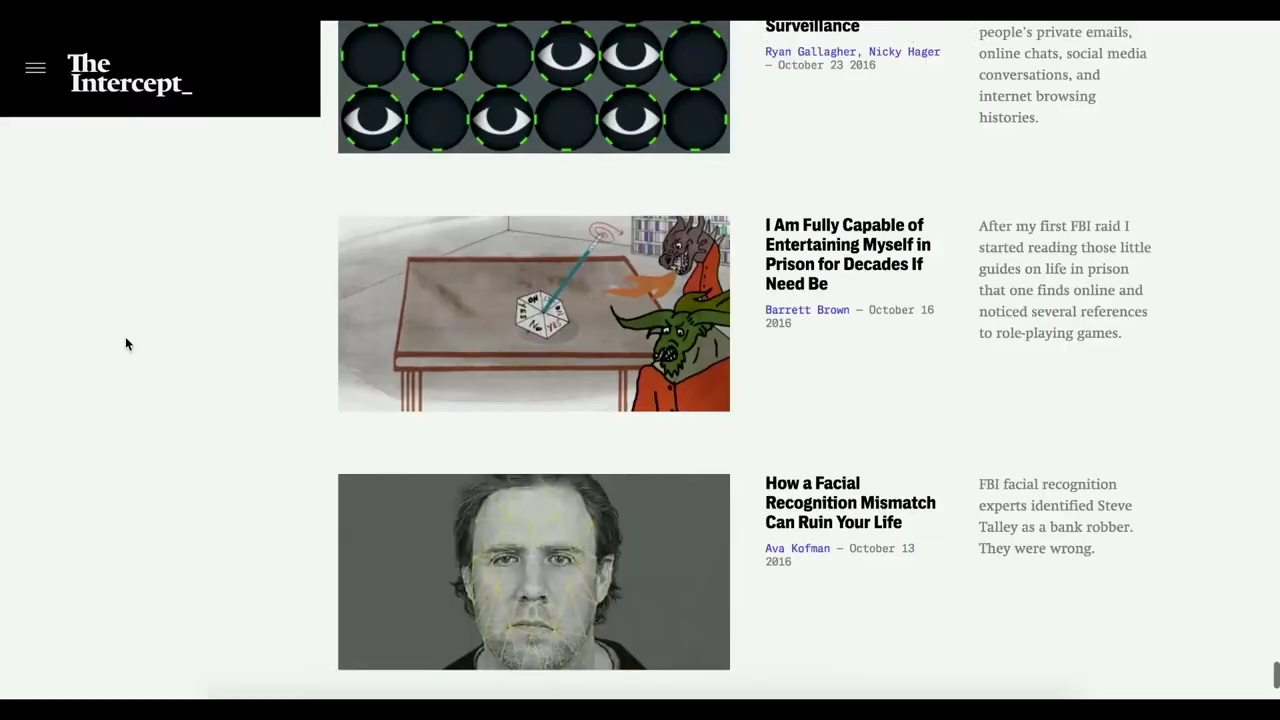 The
Intercept_
Surveillance
Ryan Gallagher, Nicky Hager
— October 23 2016
people's private emails,
online chats, social media
conversations, and
internet browsing
histories.
I Am Fully Capable of
Entertaining Myself in
Prison for Decades If
Need Be
Barrett Brown — October 16
2016
After my first FBI raid I
started reading those little
guides on life in prison
that one finds online and
noticed several references
to role-playing games.
NO
YES
NO
YES
How a Facial
Recognition Mismatch
Can Ruin Your Life
Ava Kofman — October 13
2016
FBI facial recognition
experts identified Steve
Talley as a bank robber.
They were wrong.